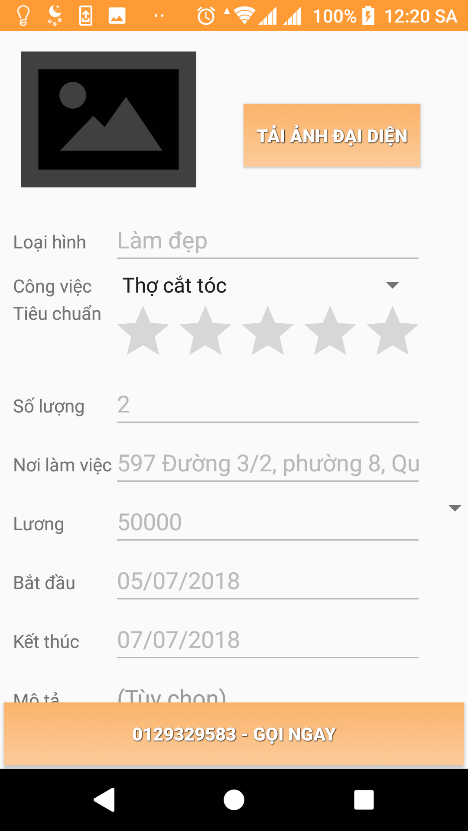 100% 12:20 SA
TẢI ẢNH ĐẠI DIỆN
Loại hình Làm đẹp
Công việc Thợ cắt tóc
Tiêu chuẩn
Số lượng 2
Nơi làm việc 597 Đường 3/2, phường 8, Qu
Lương 50000
Bắt đầu 05/07/2018
Kết thúc 07/07/2018
Mô tả (Tùy chọn)
0129329583 - GỌI NGAY